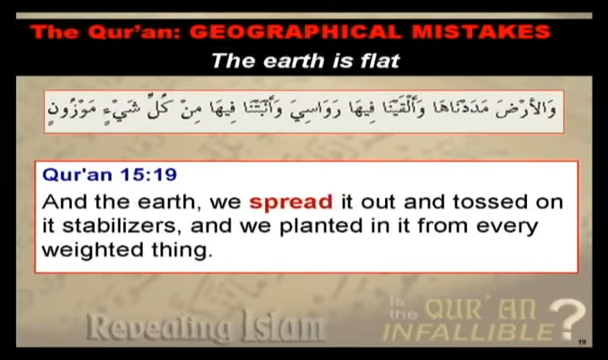 The Qur'an: GEOGRAPHICAL MISTAKES
The earth is flat
وَالأَرْضَ مَدَدْنَاهَا وَأَلْقَيْنَا فِيهَا رَوَاسِيَ وَأَنْبَتْنَا فِيهَا مِنْ كُلِّ شَيْءٍ مَوْزُونٍ
Qur'an 15:19
And the earth, we spread it out and tossed on
it stabilizers, and we planted in it from every
weighted thing.
Is
the QUR'AN
INFALLIBLE?
Revealing Islam
19